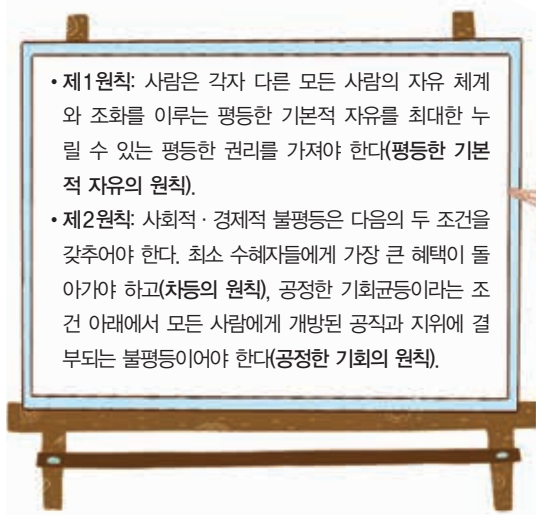 • 제1원칙: 사람은 각자 다른 모든 사람의 자유 체계
와 조화를 이루는 평등한 기본적 자유를 최대한 누
릴 수 있는 평등한 권리를 가져야 한다(평등한 기본
적 자유의 원칙).
• 제2원칙: 사회적 · 경제적 불평등은 다음의 두 조건을
갖추어야 한다. 최소 수혜자들에게 가장 큰 혜택이 돌
아가야 하고(차등의 원칙), 공정한 기회균등이라는 조
건 아래에서 모든 사람에게 개방된 공직과 지위에 결
부되는 불평등이어야 한다(공정한 기회의 원칙).